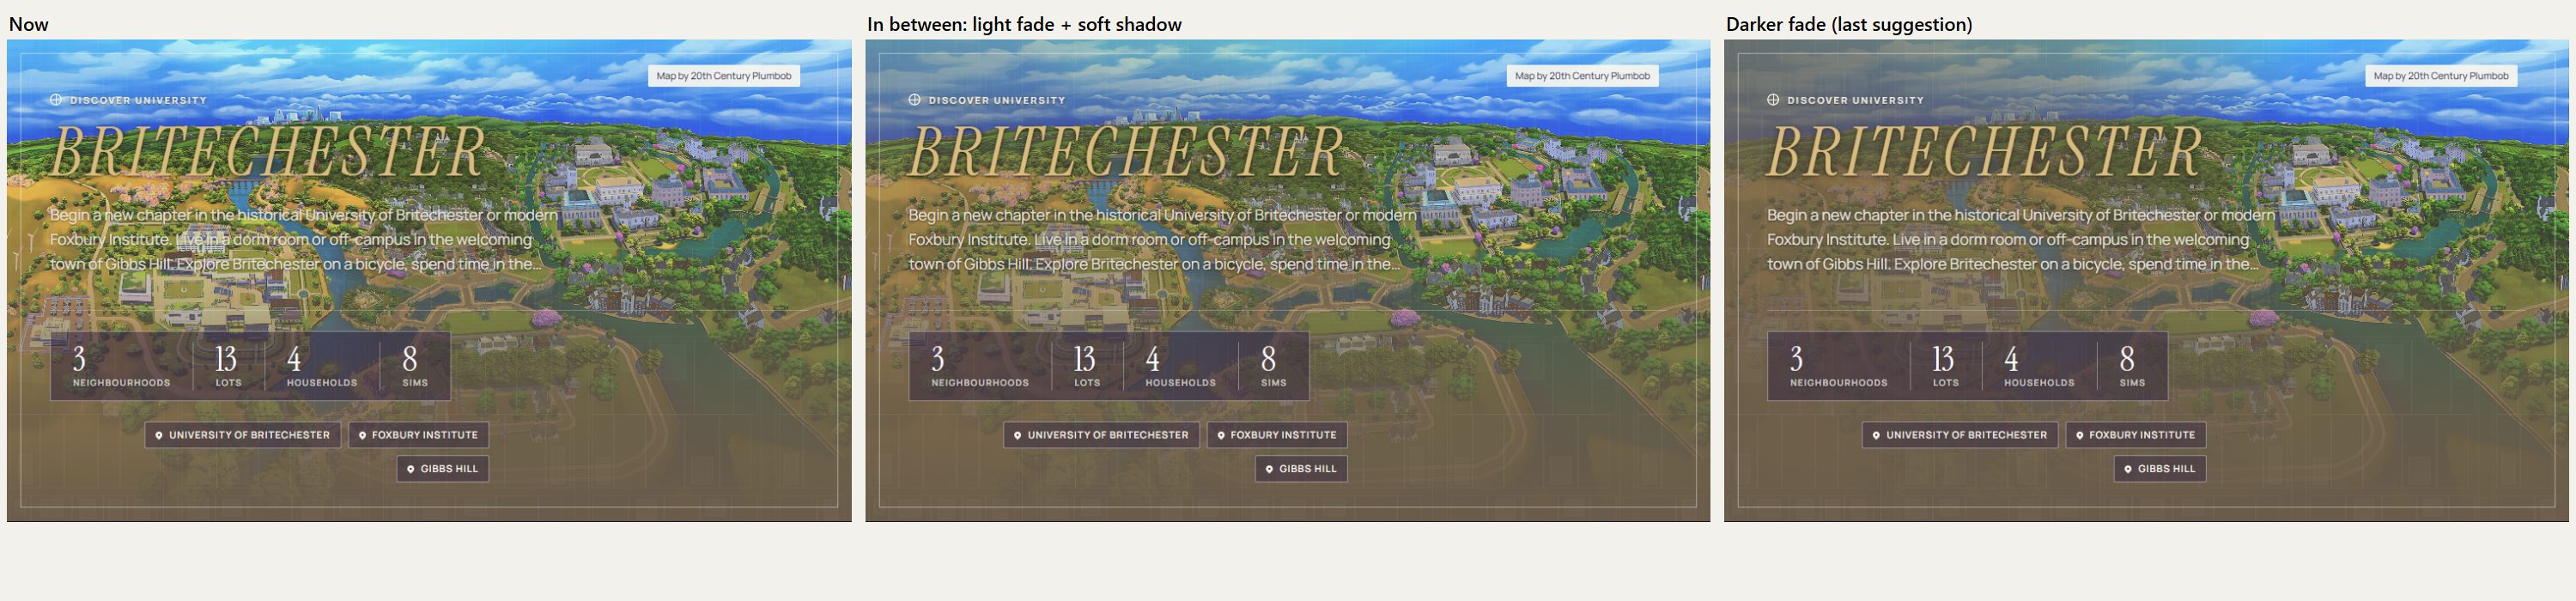 Now
Map by 20th Century Plumbob
DISCOVER UNIVERSITY
BRITECHESTER
Begin a new chapter in the historical University of Britechester or modern
Foxbury Institute. Live in a dorm room or off-campus in the welcoming
town of Gibbs Hill. Explore Britechester on a bicycle, spend time in the...
3 13 4 8
NEIGHBOURHOODS LOTS HOUSEHOLDS SIMS
UNIVERSITY OF BRITECHESTER FOXBURY INSTITUTE
GIBBS HILL
In between: light fade + soft shadow
Map by 20th Century Plumbob
DISCOVER UNIVERSITY
BRITECHESTER
Begin a new chapter in the historical University of Britechester or modern
Foxbury Institute. Live in a dorm room or off-campus in the welcoming
town of Gibbs Hill. Explore Britechester on a bicycle, spend time in the...
3 13 4 8
NEIGHBOURHOODS LOTS HOUSEHOLDS SIMS
UNIVERSITY OF BRITECHESTER FOXBURY INSTITUTE
GIBBS HILL
Darker fade (last suggestion)
Map by 20th Century Plumbob
DISCOVER UNIVERSITY
BRITECHESTER
Begin a new chapter in the historical University of Britechester or modern
Foxbury Institute. Live in a dorm room or off-campus in the welcoming
town of Gibbs Hill. Explore Britechester on a bicycle, spend time in the...
3 13 4 8
NEIGHBOURHOODS LOTS HOUSEHOLDS SIMS
UNIVERSITY OF BRITECHESTER FOXBURY INSTITUTE
GIBBS HILL